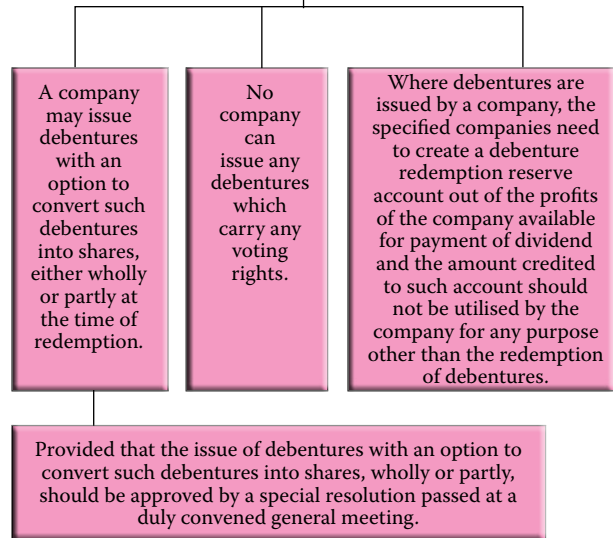 A company
may issue
debentures
with an
option to
convert such
debentures
into shares,
either wholly
or partly at
the time of
redemption.
No
company
can
issue any
debentures
which
carry any
voting
rights.
Where debentures are
issued by a company, the
specified companies need
to create a debenture
redemption reserve
account out of the profits
of the company available
for payment of dividend
and the amount credited
to such account should
not be utilised by the
company for any purpose
other than the redemption
of debentures.
Provided that the issue of debentures with an option to
convert such debentures into shares, wholly or partly,
should be approved by a special resolution passed at a
duly convened general meeting.